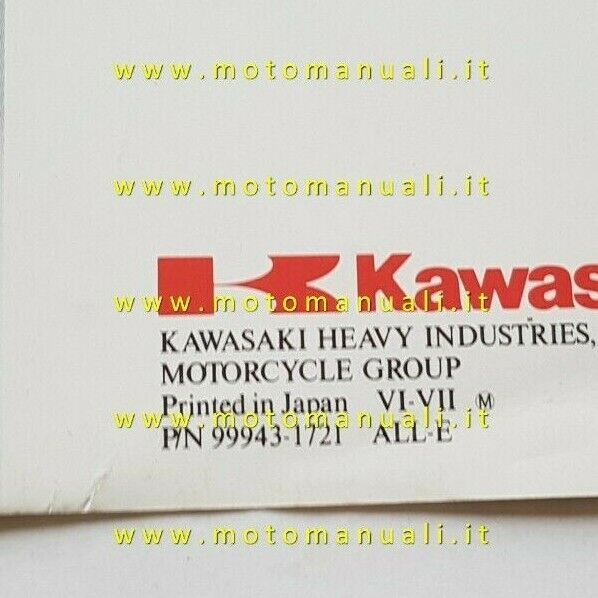 www.motomanuali.it
www.motomanuali.it
Kawas
www.motomanuali.it
KAWASAKI HEAVY INDUSTRIES,
MOTORCYCLE GROUP
Printed in Japan VI-VII Ⓜ
www.motomanuali.it
P/N 99943-1721 ALL-E
www.motomanuali.it